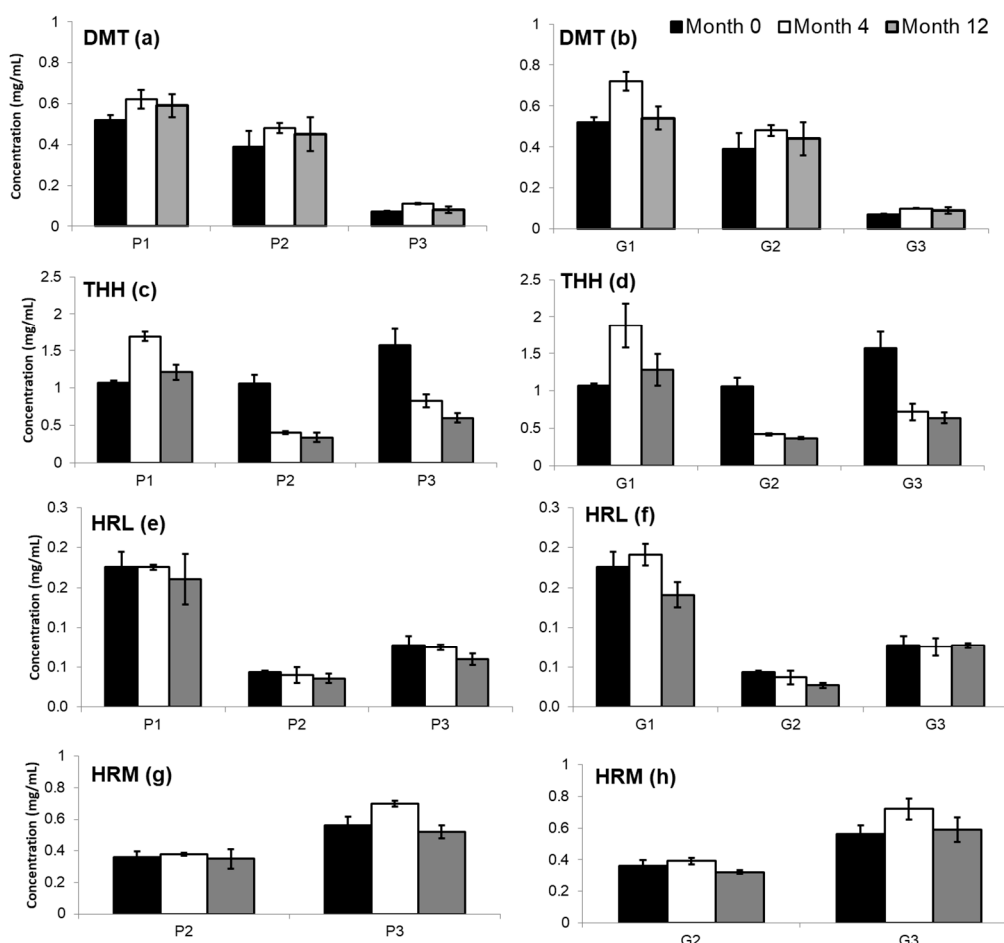 DMT (a)
Concentration (mg/mL)
1
0.8
0.6
0.4
0.2
0
P1 P2 P3
DMT (b)
Month 0 Month 4 Month 12
1
0.8
0.6
0.4
0.2
0
G1 G2 G3
THH (c)
Concentration (mg/mL)
2.5
2
1.5
1
0.5
0
P1 P2 P3
THH (d)
2.5
2
1.5
1
0.5
0
G1 G2 G3
HRL (e)
Concentration (mg/mL)
0.3
0.2
0.2
0.1
0.1
0.0
P1 P2 P3
HRL (f)
0.3
0.2
0.2
0.1
0.1
0.0
G1 G2 G3
HRM (g)
Concentration (mg/mL)
1
0.8
0.6
0.4
0.2
0
P2 P3
HRM (h)
1
0.8
0.6
0.4
0.2
0
G2 G3